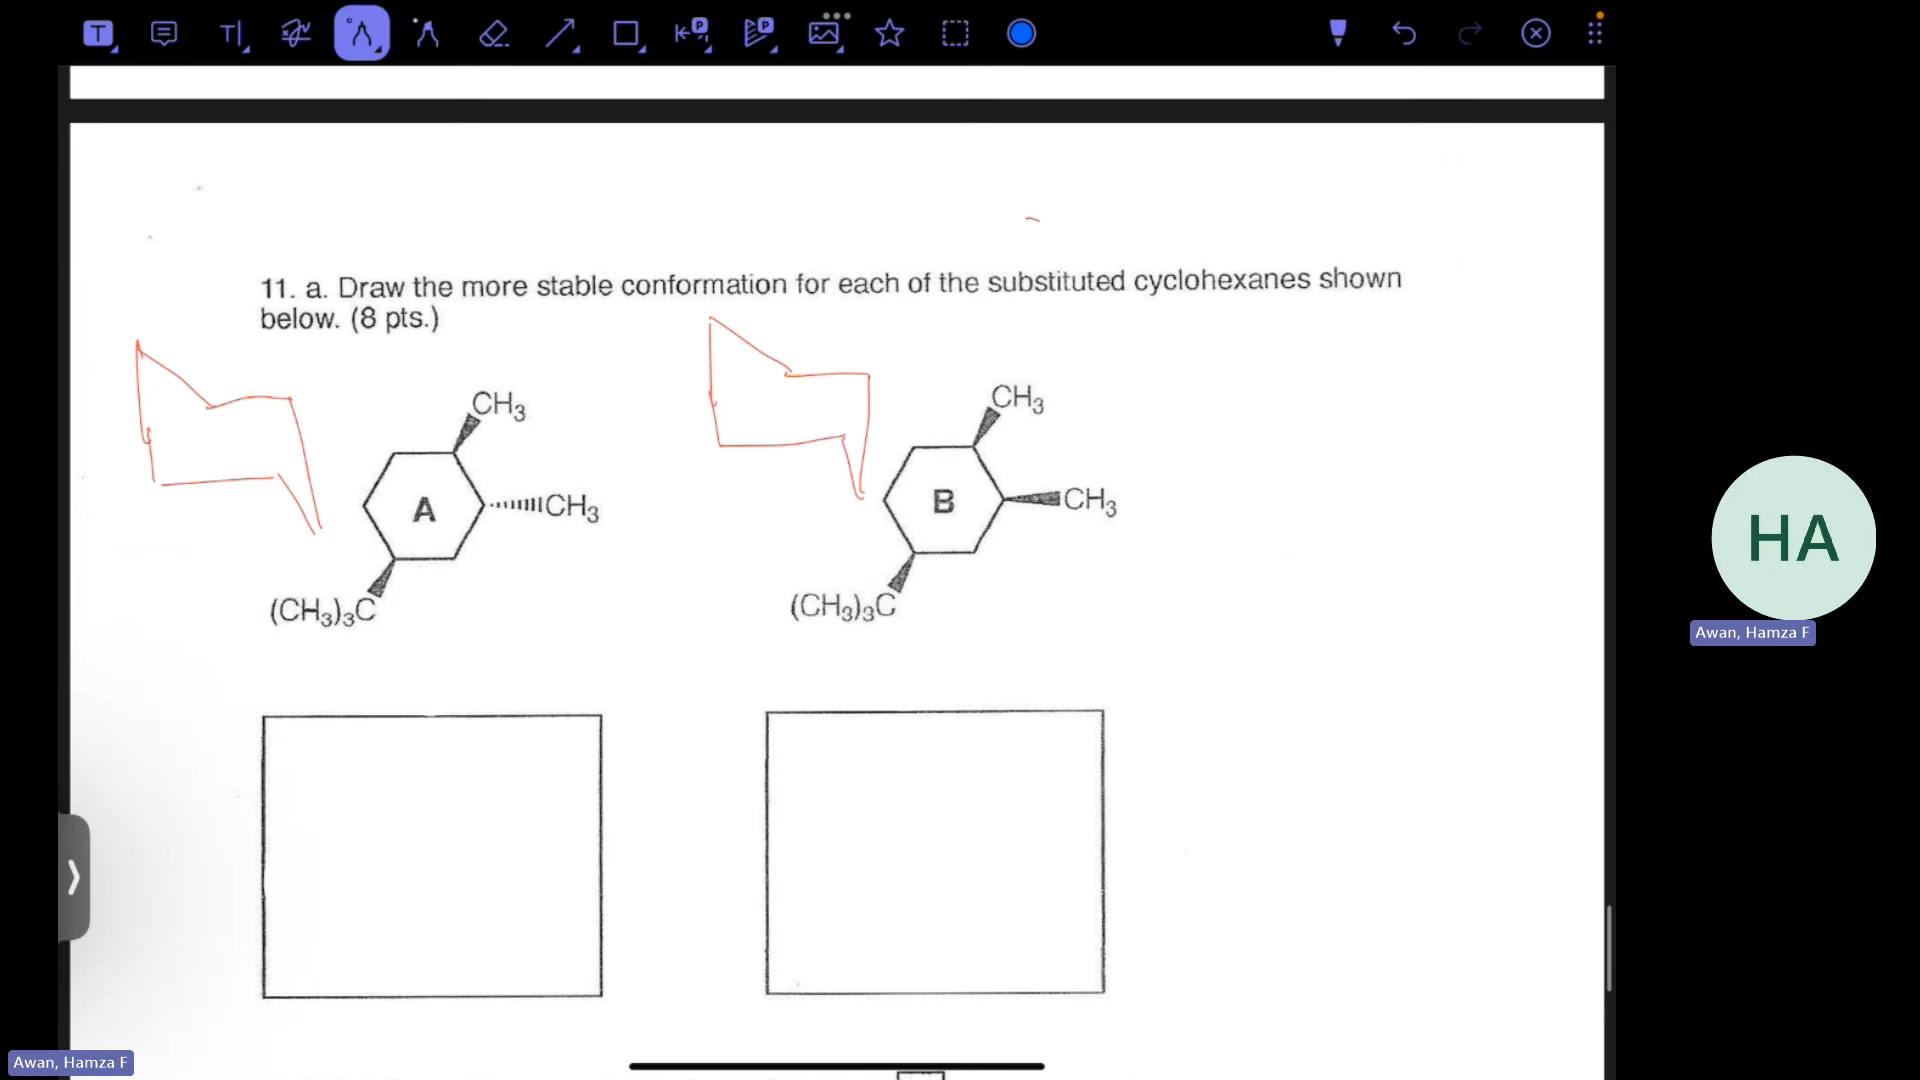 T
T|
P
P
11. a. Draw the more stable conformation for each of the substituted cyclohexanes shown
below. (8 pts.)
CH₃
A
CH₃
(CH₃)₃C
CH₃
B
CH₃
(CH₃)₃C
HA
Awan, Hamza F
Awan, Hamza F